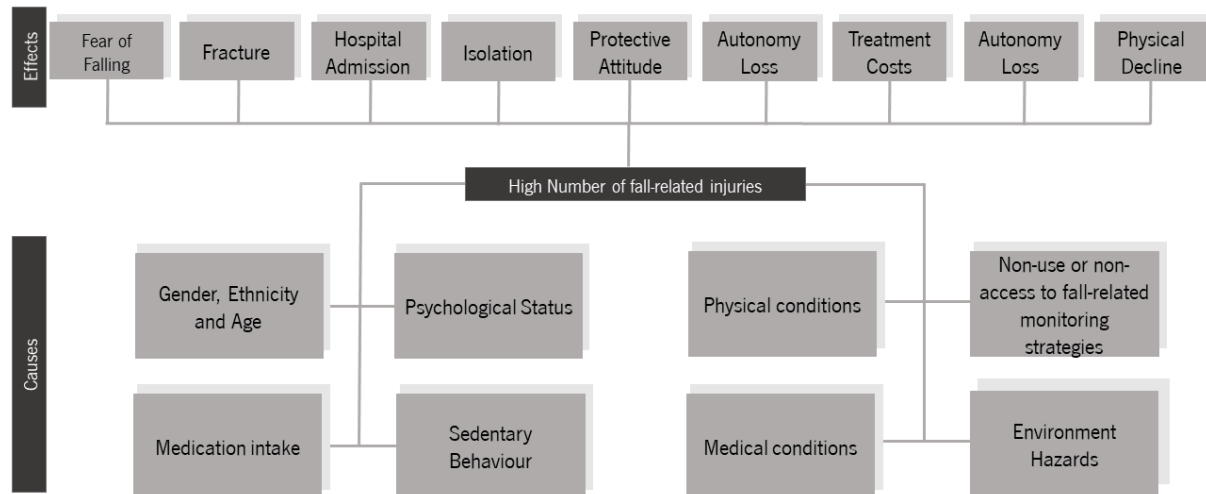 Effects
Fear of
Falling
Fracture
Hospital
Admission
Isolation
Protective
Attitude
Autonomy
Loss
Treatment
Costs
Autonomy
Loss
Physical
Decline
High Number of fall-related injuries
Causes
Gender, Ethnicity
and Age
Psychological Status
Physical conditions
Non-use or non-
access to fall-related
monitoring
strategies
Medication intake
Sedentary
Behaviour
Medical conditions
Environment
Hazards